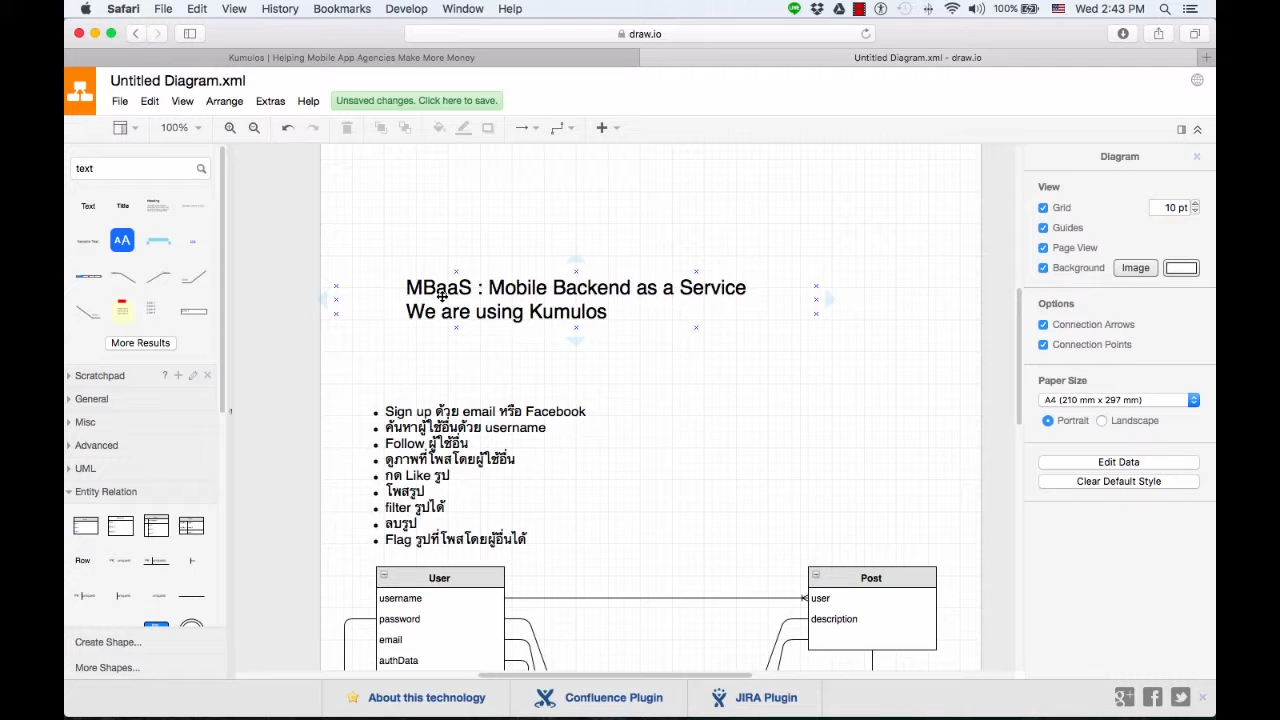 Safari File Edit View History Bookmarks Develop Window Help 100% Wed 2:43 PM
draw.io
Kumulos | Helping Mobile App Agencies Make More Money
Untitled Diagram.xml - draw.io
Untitled Diagram.xml
File Edit View Arrange Extras Help Unsaved changes. Click here to save.
100%
text
Text Title Heading
AA
More Results
Scratchpad
General
Misc
Advanced
UML
Entity Relation
Row
Create Shape...
More Shapes...
MBaaS : Mobile Backend as a Service
We are using Kumulos
Sign up ด้วย email หรือ Facebook
ค้นหาผู้ใช้อื่นด้วย username
Follow ผู้ใช้อื่น
ดูภาพที่โพสโดยผู้ใช้อื่น
กด Like รูป
โพสรูป
filter รูปได้
ลบรูป
Flag รูปที่โพสโดยผู้อื่นได้
User
username
password
email
authData
Post
user
description
Diagram
View
Grid 10 pt
Guides
Page View
Background Image
Options
Connection Arrows
Connection Points
Paper Size
A4 (210 mm x 297 mm)
Portrait Landscape
Edit Data
Clear Default Style
About this technology Confluence Plugin JIRA Plugin